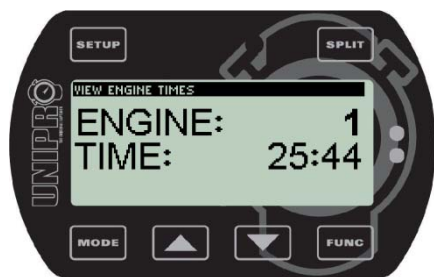 SETUP
SPLIT
UNIPRO
VIEW ENGINE TIMES
ENGINE: 1
TIME: 25:44
MODE
FUNC